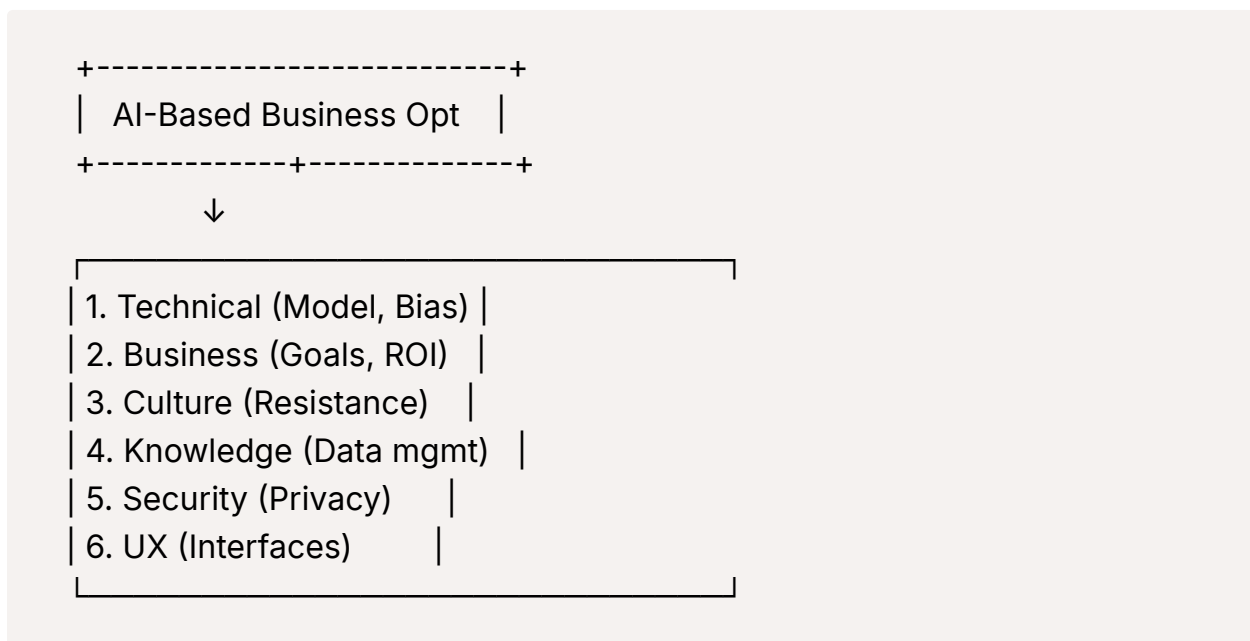 +----------------------------+
|   AI-Based Business Opt    |
+-------------+--------------+
↓
┌────────────────────────────┐
| 1. Technical (Model, Bias) |
| 2. Business (Goals, ROI)   |
| 3. Culture (Resistance)    |
| 4. Knowledge (Data mgmt)   |
| 5. Security (Privacy)      |
| 6. UX (Interfaces)         |
└────────────────────────────┘